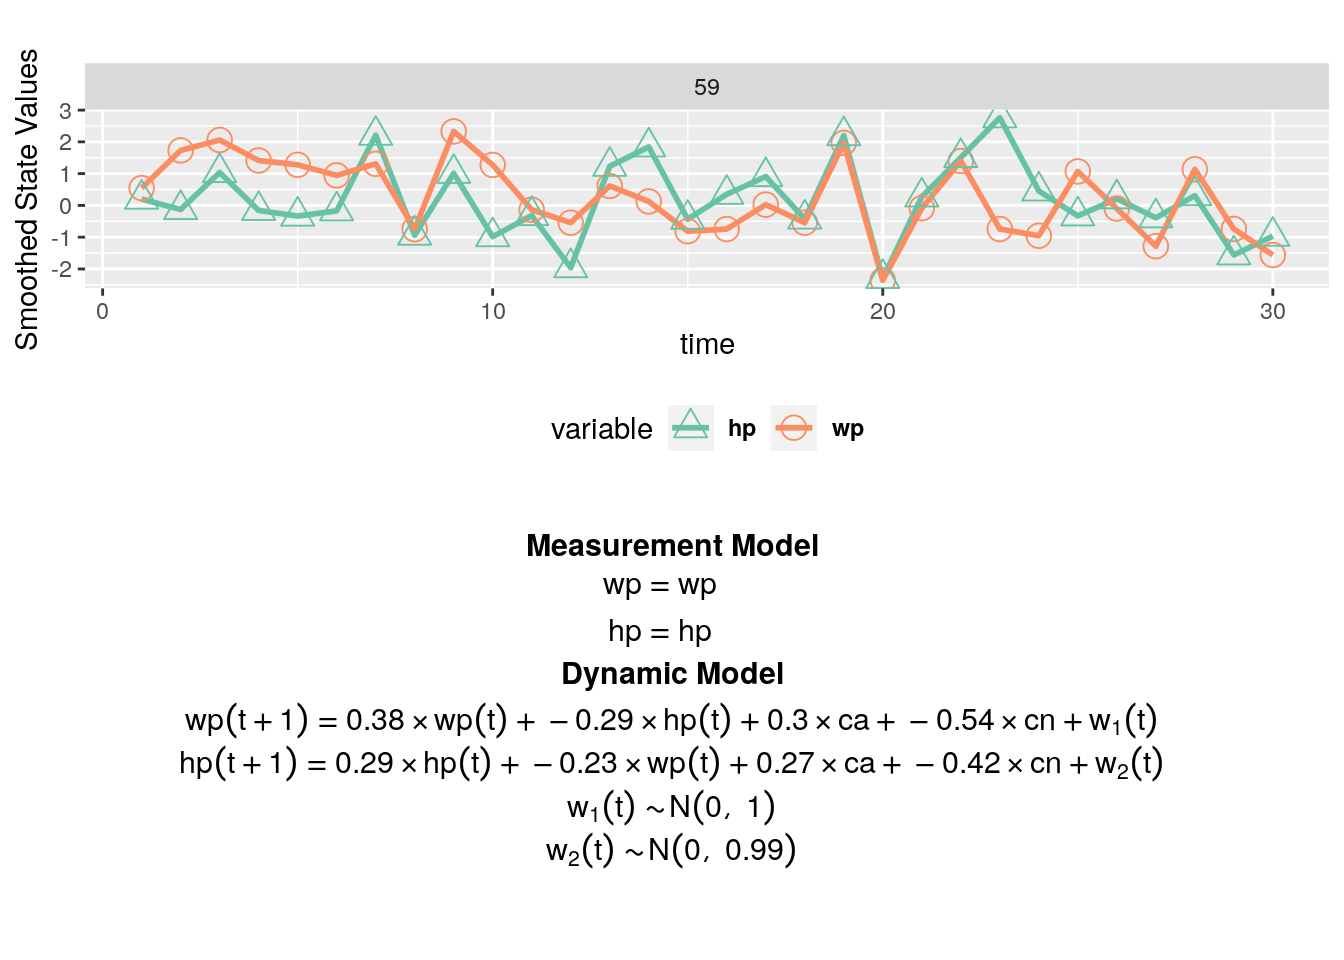 Smoothed State Values
59
3
2
1
0
-1
-2
0 10 20 30
time
variable hp wp
Measurement Model
wp = wp
hp = hp
Dynamic Model
wp(t + 1) = 0.38 × wp(t) + − 0.29 × hp(t) + 0.3 × ca + − 0.54 × cn + w₁(t)
hp(t + 1) = 0.29 × hp(t) + − 0.23 × wp(t) + 0.27 × ca + − 0.42 × cn + w₂(t)
w₁(t) ~ N(0, 1)
w₂(t) ~ N(0, 0.99)